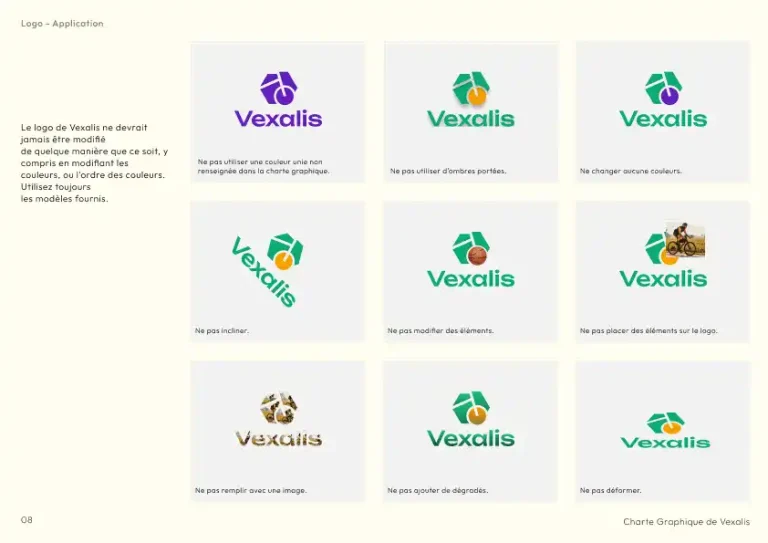 Logo - Application
Le logo de Vexalis ne devrait
jamais être modifié
de quelque manière que ce soit, y
compris en modifiant les
couleurs, ou l'ordre des couleurs.
Utilisez toujours
les modèles fournis.
Vexalis
Ne pas utiliser une couleur unie non
renseignée dans la charte graphique.
Vexalis
Ne pas utiliser d'ombres portées.
Vexalis
Ne changer aucune couleurs.
Vexalis
Ne pas incliner.
Vexalis
Ne pas modifier des éléments.
Vexalis
Ne pas placer des éléments sur le logo.
Vexalis
Ne pas remplir avec une image.
Vexalis
Ne pas ajouter de dégradés.
Vexalis
Ne pas déformer.
08
Charte Graphique de Vexalis